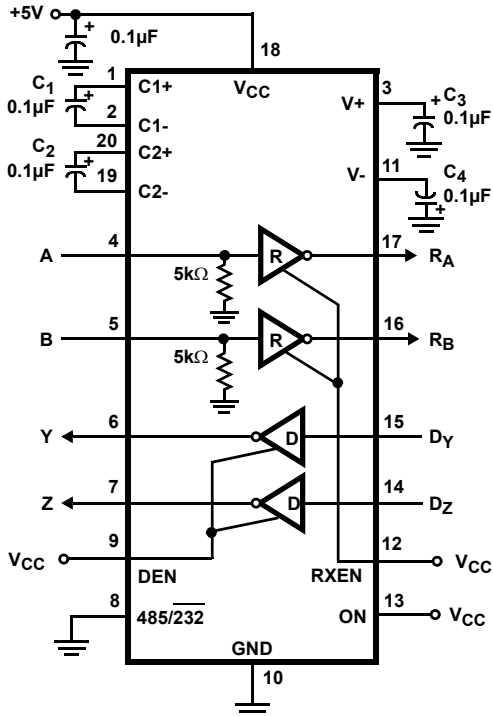 +5V
+
0.1µF
18
C1
0.1µF
+
1
C1+
VCC
3
V+
+
C3
0.1µF
2
C1-
C2
0.1µF
+
20
C2+
19
C2-
11
V-
C4
0.1µF
+
A
4
5kΩ
R
17
RA
B
5
5kΩ
R
16
RB
Y
6
D
15
DY
Z
7
D
14
DZ
VCC
9
DEN
RXEN
12
VCC
8
485/232
ON
13
VCC
GND
10